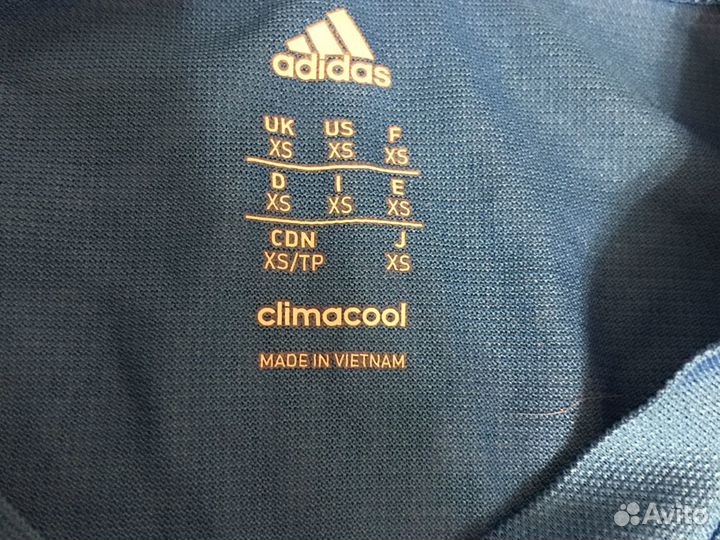 adidas
UK US F
XS XS XS
D I E
XS XS XS
CDN J
XS/TP XS
climacool
MADE IN VIETNAM
Avito